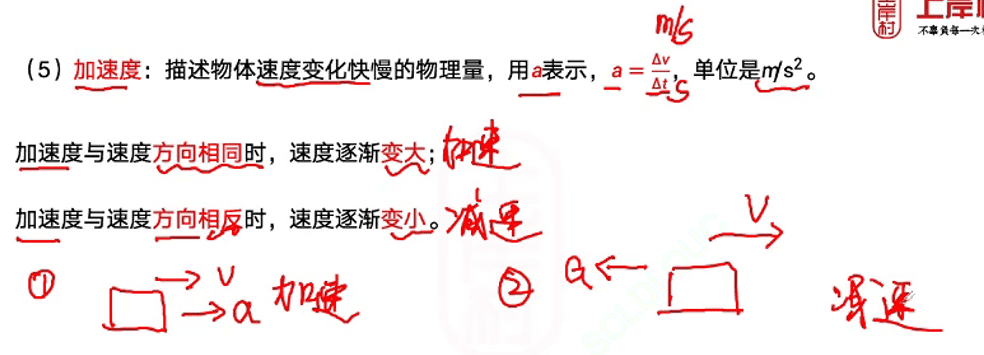 上岸村
不辜负每一次
m/s
(5)加速度：描述物体速度变化快慢的物理量，用a表示，a = Δv/Δt，单位是m/s²。
s
加速度与速度方向相同时，速度逐渐变大；加速
加速度与速度方向相反时，速度逐渐变小。减速
① v a 加速
② a v 减速